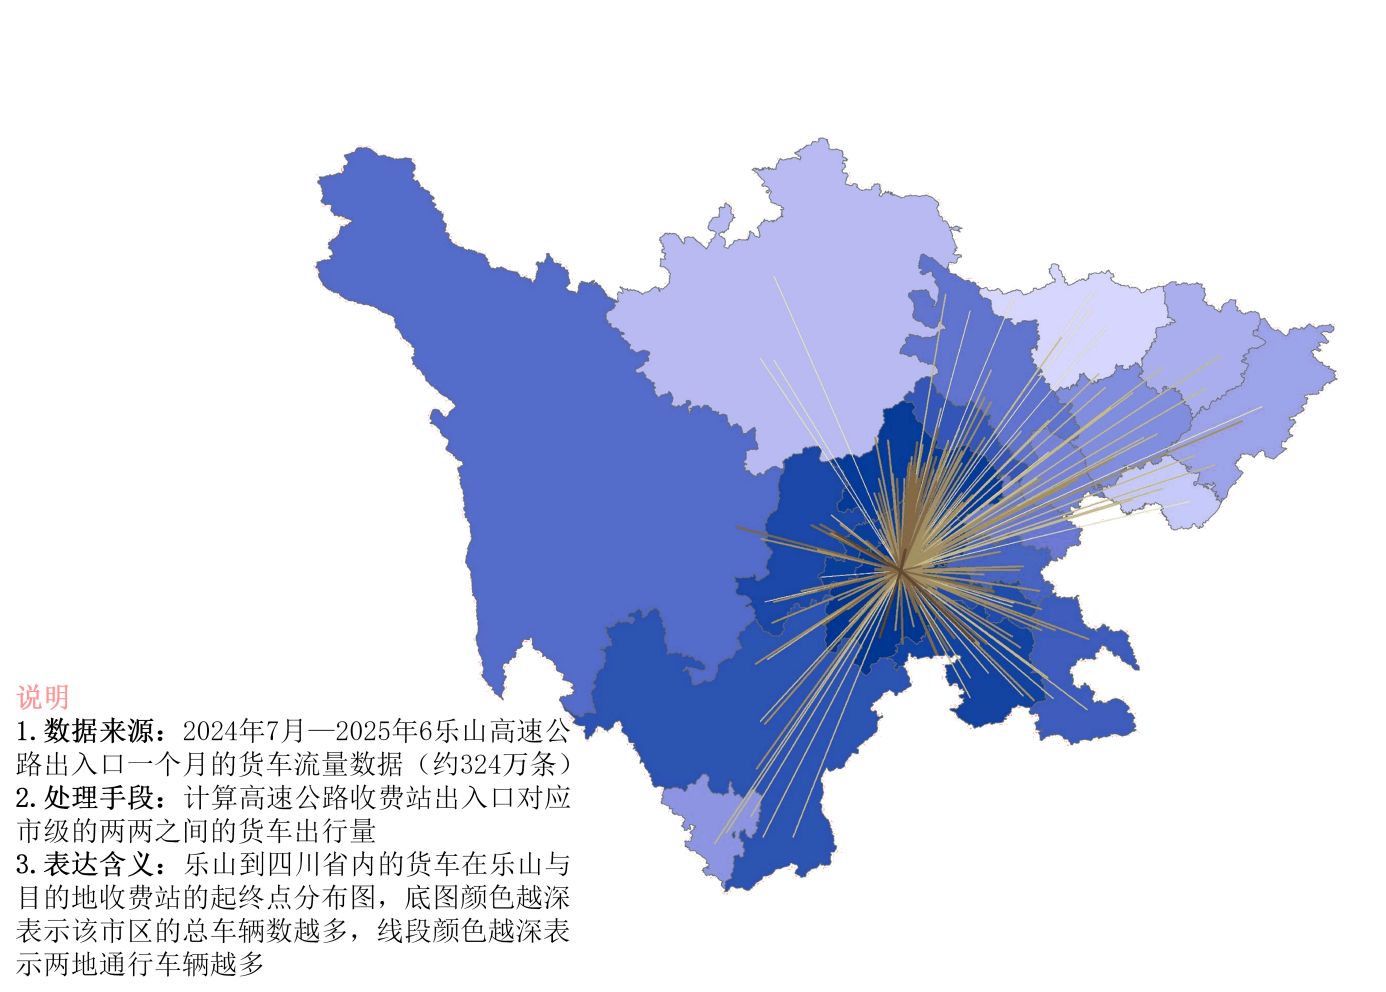 说明
1.数据来源：2024年7月—2025年6乐山高速公
路出入口一个月的货车流量数据（约324万条）
2.处理手段：计算高速公路收费站出入口对应
市级的两两之间的货车出行量
3.表达含义：乐山到四川省内的货车在乐山与
目的地收费站的起终点分布图，底图颜色越深
表示该市区的总车辆数越多，线段颜色越深表
示两地通行车辆越多